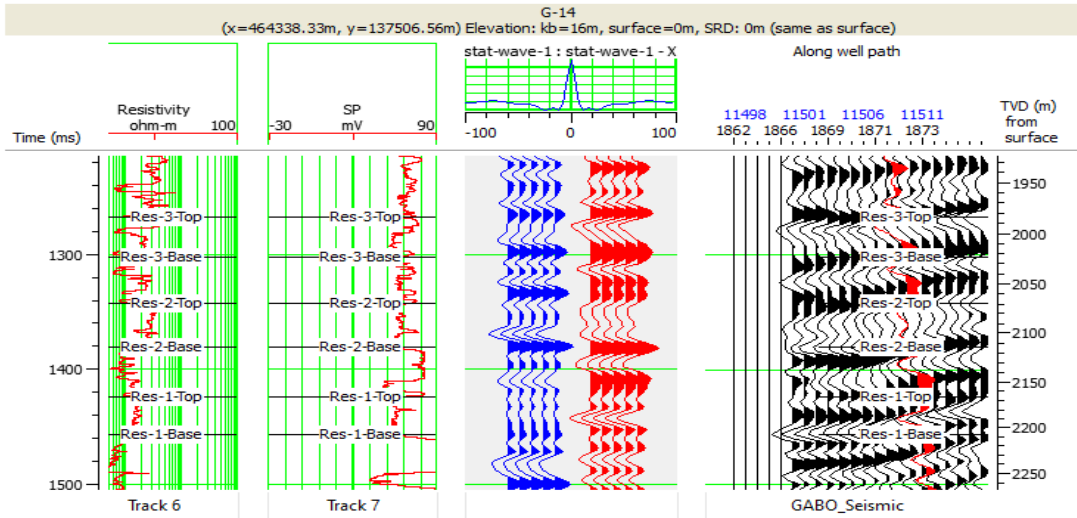 G-14
(x=464338.33m, y=137506.56m) Elevation: kb=16m, surface=0m, SRD: 0m (same as surface)
stat-wave-1 : stat-wave-1 - X
Along well path
Resistivity
ohm-m 100
SP
-30 mV 90
-100 0 100
11498 11501 11506 11511
1862 1866 1869 1871 1873
TVD (m)
from
surface
Time (ms)
1950
Res-3-Top Res-3-Top Res-3-Top
2000
1300 Res-3-Base Res-3-Base Res-3-Base
2050
Res-2-Top Res-2-Top Res-2-Top
2100
Res-2-Base Res-2-Base Res-2-Base
1400
2150
Res-1-Top Res-1-Top Res-1-Top
2200
Res-1-Base Res-1-Base Res-1-Base
2250
1500
Track 6 Track 7 GABO_Seismic